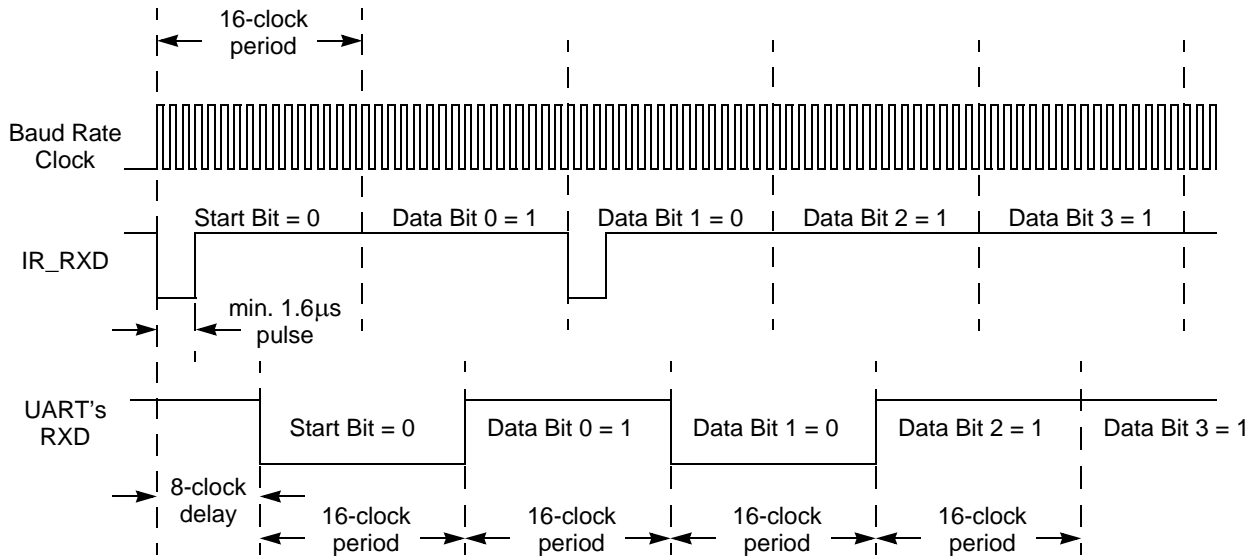 16-clock
period
Baud Rate
Clock
Start Bit = 0
Data Bit 0 = 1
Data Bit 1 = 0
Data Bit 2 = 1
Data Bit 3 = 1
IR_RXD
min. 1.6μs
pulse
UART's
RXD
Start Bit = 0
Data Bit 0 = 1
Data Bit 1 = 0
Data Bit 2 = 1
Data Bit 3 = 1
8-clock
delay
16-clock
period
16-clock
period
16-clock
period
16-clock
period